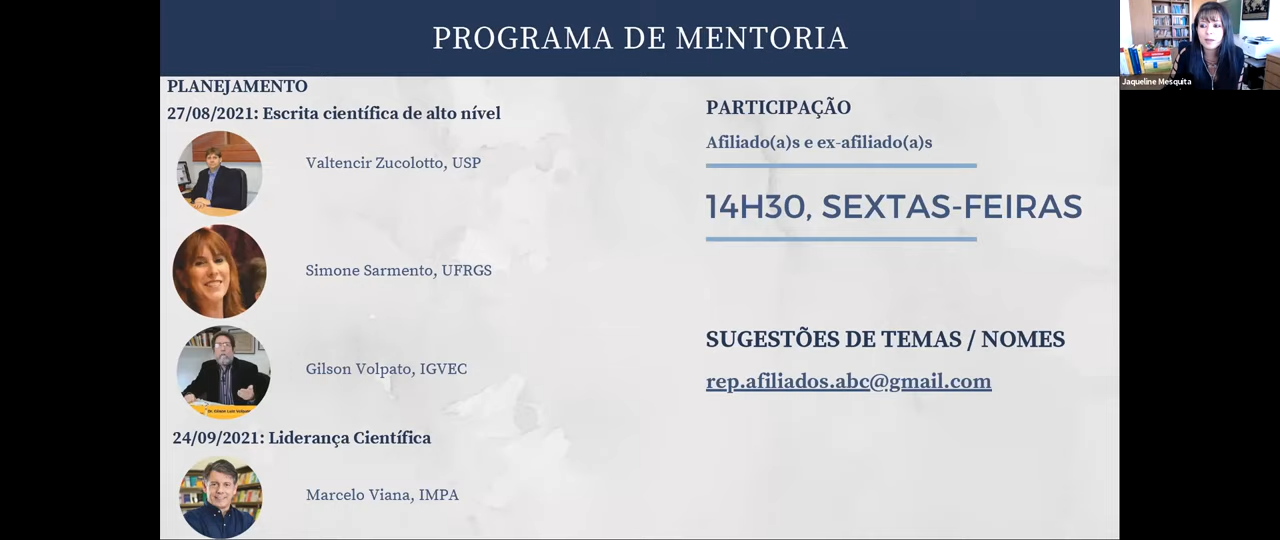 PROGRAMA DE MENTORIA
Jaqueline Mesquita
PLANEJAMENTO
27/08/2021: Escrita científica de alto nível
Valtencir Zucolotto, USP
Simone Sarmento, UFRGS
Gilson Volpato, IGVEC
24/09/2021: Liderança Científica
Marcelo Viana, IMPA
PARTICIPAÇÃO
Afiliado(a)s e ex-afiliado(a)s
14H30, SEXTAS-FEIRAS
SUGESTÕES DE TEMAS / NOMES
rep.afiliados.abc@gmail.com